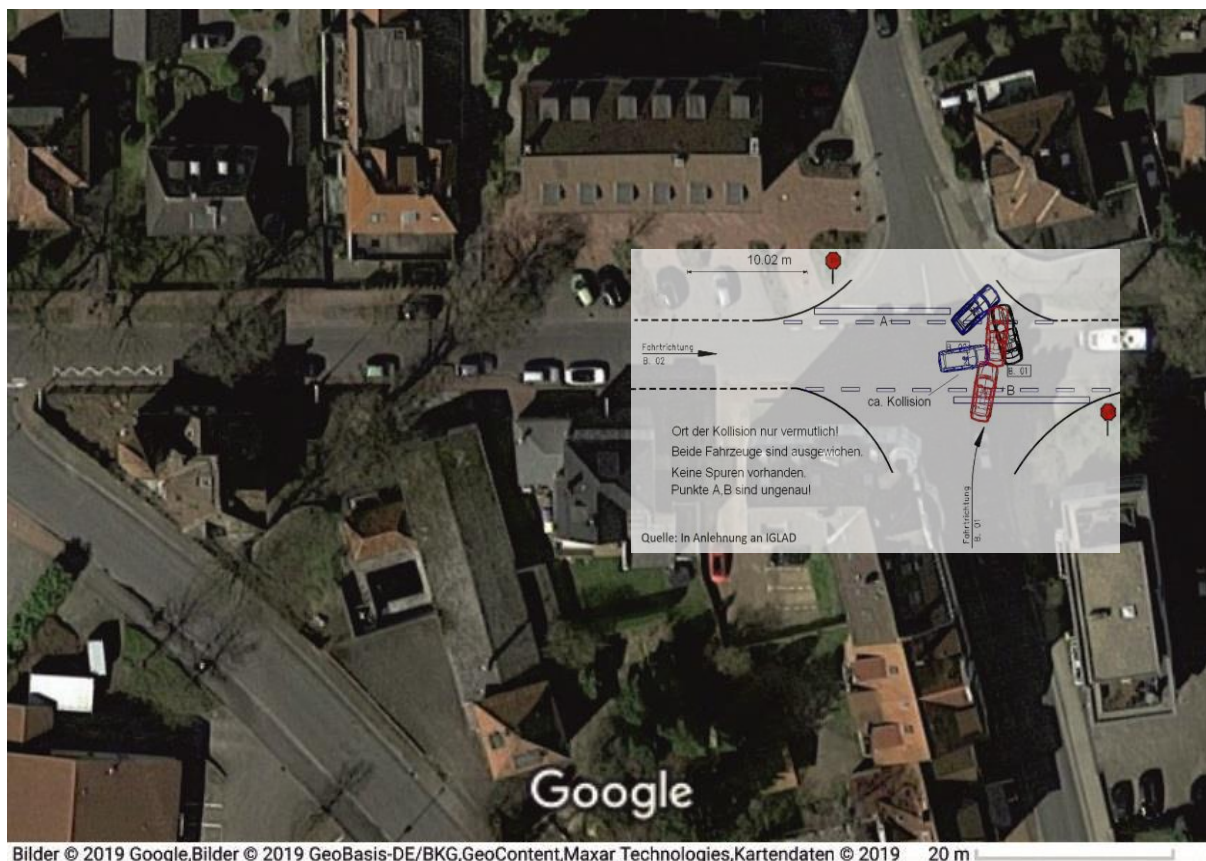 10.02 m
A
Fahrtrichtung
B. 02
B. 01
B
ca. Kollision
Ort der Kollision nur vermutlich!
Beide Fahrzeuge sind ausgewichen.
Keine Spuren vorhanden.
Punkte A,B sind ungenau!
Fahrtrichtung
B. 01
Quelle: In Anlehnung an IGLAD
Google
Bilder © 2019 Google,Bilder © 2019 GeoBasis-DE/BKG,GeoContent,Maxar Technologies,Kartendaten © 2019 20 m